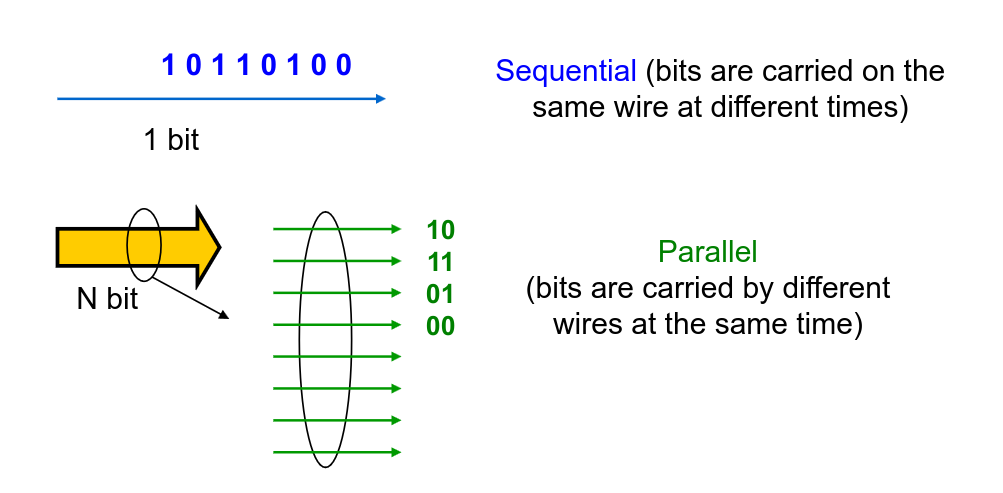 1 0 1 1 0 1 0 0
Sequential (bits are carried on the
same wire at different times)
1 bit
N bit
10
11
01
00
Parallel
(bits are carried by different
wires at the same time)